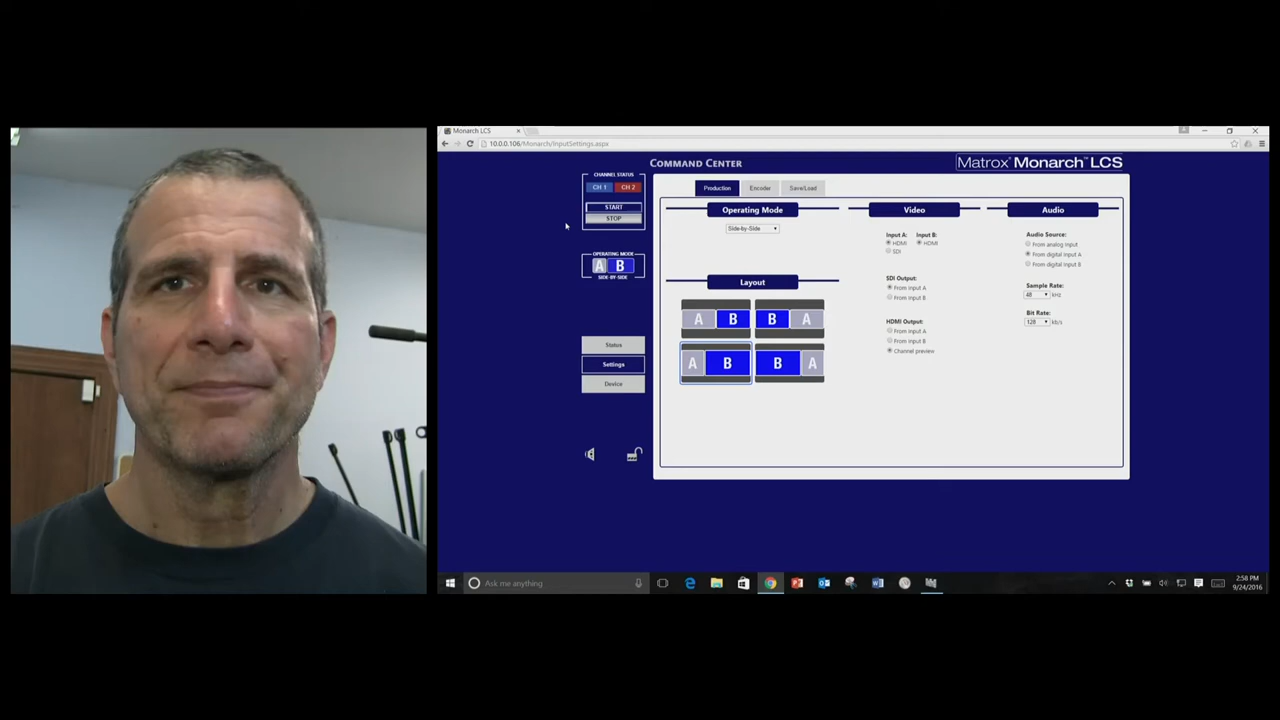 Monarch LCS
10.0.0.106/Monarch/InputSettings.aspx
COMMAND CENTER
Matrox Monarch™ LCS
CHANNEL STATUS
CH 1 CH 2
START
STOP
OPERATING MODE
A B
SIDE-BY-SIDE
Status
Settings
Device
Production Encoder Save/Load
Operating Mode
Side-by-Side
Layout
A B B A
A B B A
Video
Input A: Input B:
HDMI HDMI
SDI
SDI Output:
From input A
From input B
HDMI Output:
From input A
From input B
Channel preview
Audio
Audio Source:
From analog input
From digital input A
From digital input B
Sample Rate:
48 kHz
Bit Rate:
128 kb/s
Ask me anything
2:58 PM
9/24/2016